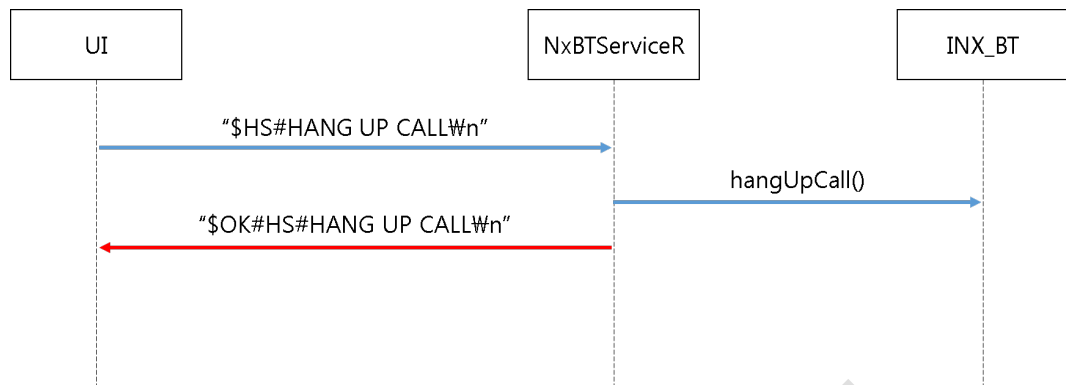 UI
NxBTServiceR
INX_BT
“$HS#HANG UP CALL₩n”
hangUpCall()
“$OK#HS#HANG UP CALL₩n”